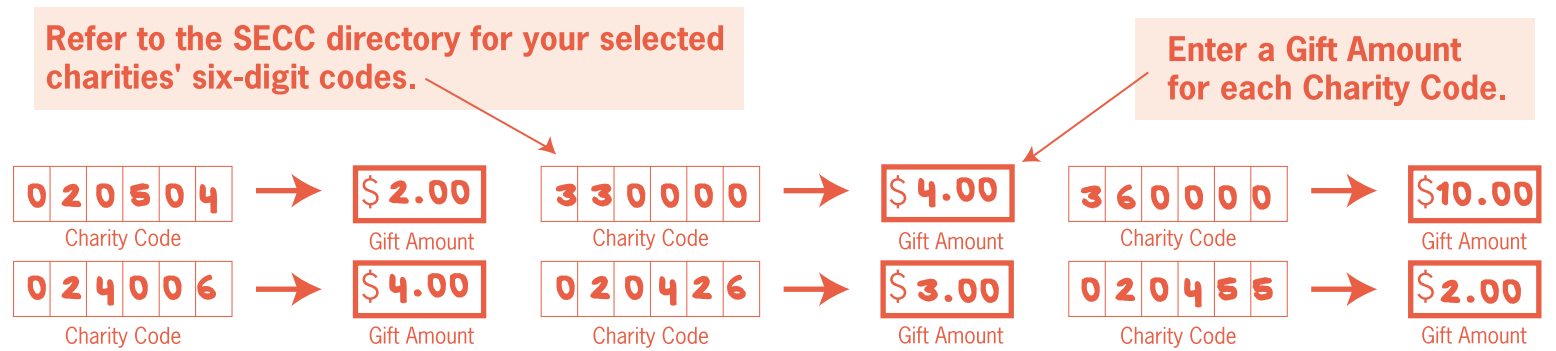 Refer to the SECC directory for your selected
charities' six-digit codes.
Enter a Gift Amount
for each Charity Code.
020504 $2.00 330000 $4.00 360000 $10.00
Charity Code Gift Amount Charity Code Gift Amount Charity Code Gift Amount
024006 $4.00 020426 $3.00 020455 $2.00
Charity Code Gift Amount Charity Code Gift Amount Charity Code Gift Amount